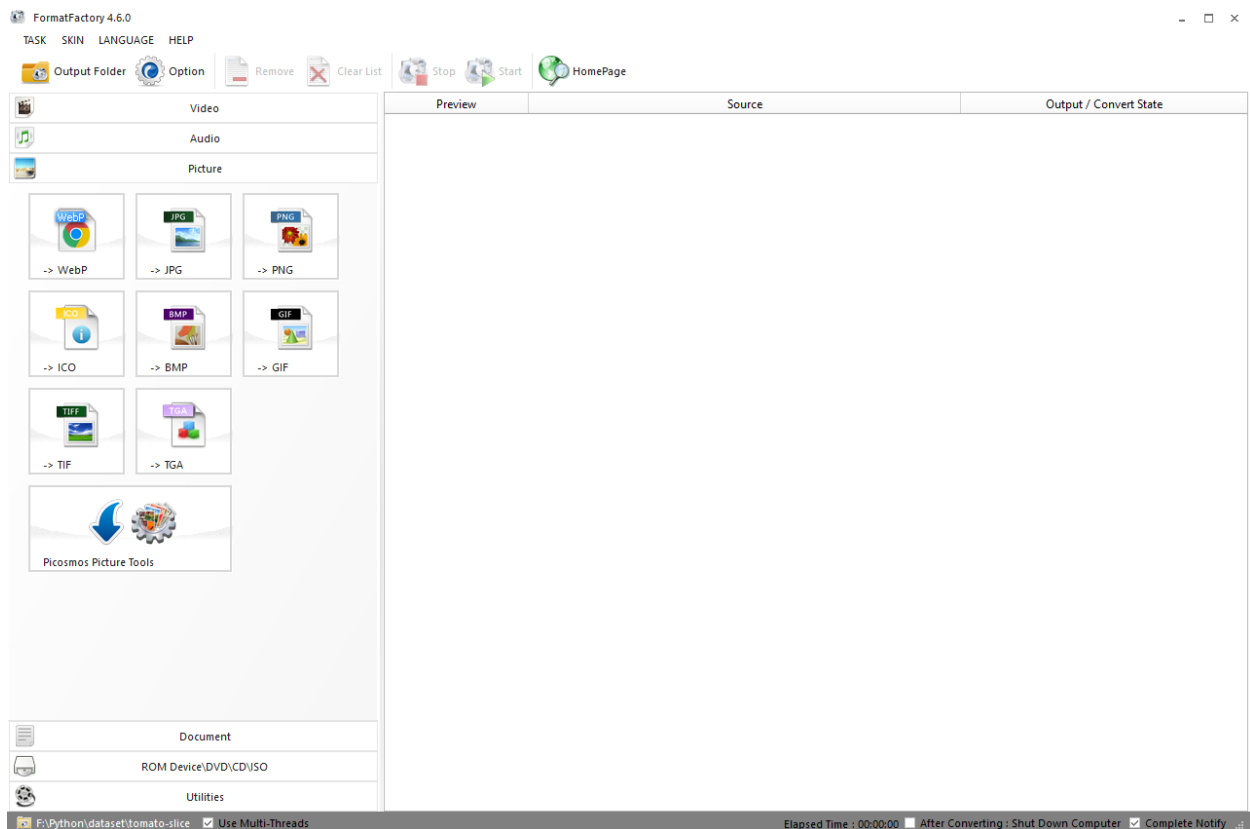 FormatFactory 4.6.0
TASK SKIN LANGUAGE HELP
Output Folder Option Remove Clear List Stop Start HomePage
Video
Audio
Picture
Preview Source Output / Convert State
WebP JPG PNG
-> WebP -> JPG -> PNG
ICO BMP GIF
-> ICO -> BMP -> GIF
TIFF TGA
-> TIF -> TGA
Picosmos Picture Tools
Document
ROM Device\DVD\CD\ISO
Utilities
F:\Python\dataset\tomato-slice Use Multi-Threads Elapsed Time : 00:00:00 After Converting : Shut Down Computer Complete Notify